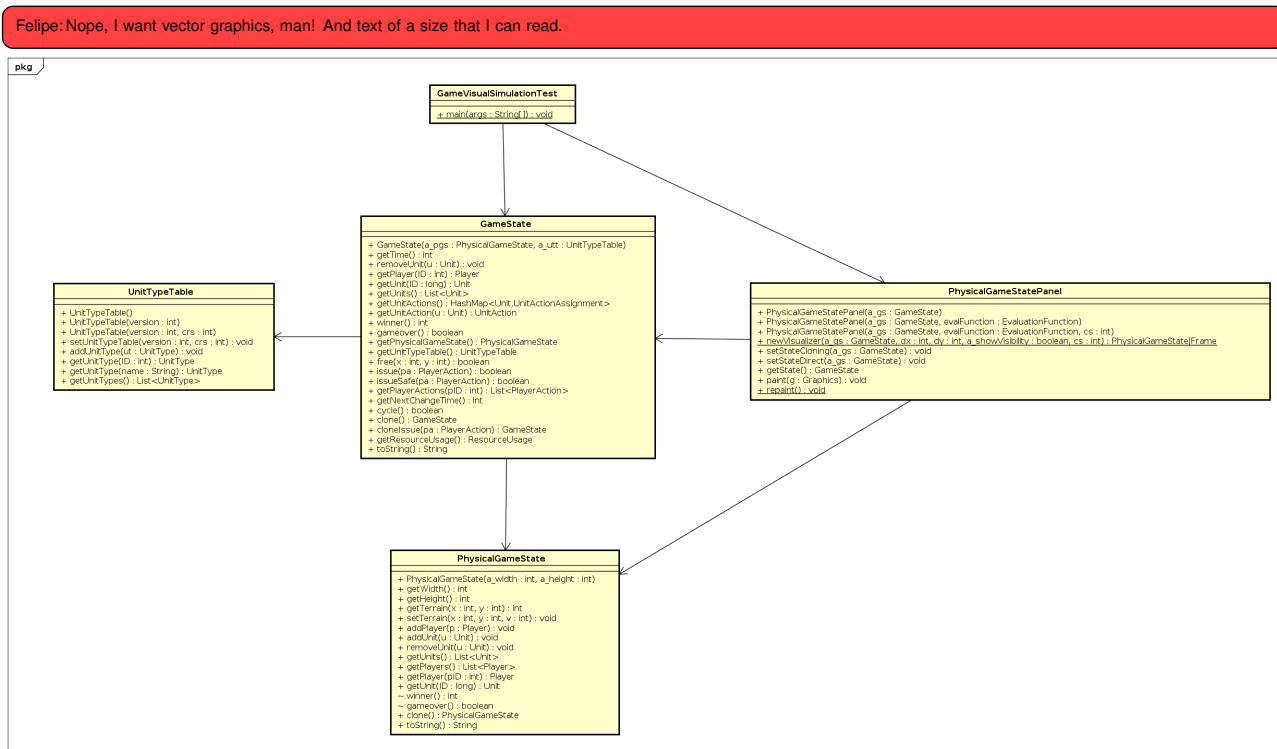 Felipe: Nope, I want vector graphics, man! And text of a size that I can read.
pkg
GameVisualSimulationTest
+ main(args : String[]) : void
GameState
+ GameState(a_pgs : PhysicalGameState, a_utt : UnitTypeTable)
+ getTime() : int
+ removeUnit(u : Unit) : void
+ getPlayer(ID : int) : Player
+ getUnit(ID : long) : Unit
+ getUnits() : List<Unit>
+ getUnitActions() : HashMap<Unit,UnitActionAssignment>
+ getUnitAction(u : Unit) : UnitAction
+ winner() : int
+ gameover() : boolean
+ getPhysicalGameState() : PhysicalGameState
+ getUnitTypeTable() : UnitTypeTable
+ free(x : int, y : int) : boolean
+ issue(pa : PlayerAction) : boolean
+ issueSafe(pa : PlayerAction) : boolean
+ getPlayerActions(pID : int) : List<PlayerAction>
+ getNextChangeTime() : int
+ cycle() : boolean
+ clone() : GameState
+ cloneIssue(pa : PlayerAction) : GameState
+ getResourceUsage() : ResourceUsage
+ toString() : String
UnitTypeTable
+ UnitTypeTable()
+ UnitTypeTable(version : int)
+ UnitTypeTable(version : int, crs : int)
+ setUnitTypeTable(version : int, crs : int) : void
+ addUnitType(ut : UnitType) : void
+ getUnitType(ID : int) : UnitType
+ getUnitType(name : String) : UnitType
+ getUnitTypes() : List<UnitType>
PhysicalGameStatePanel
+ PhysicalGameStatePanel(a_gs : GameState)
+ PhysicalGameStatePanel(a_gs : GameState, evalFunction : EvaluationFunction)
+ PhysicalGameStatePanel(a_gs : GameState, evalFunction : EvaluationFunction, cs : int)
+ newVisualizer(a_gs : GameState, dx : int, dy : int, a_showVisibility : boolean, cs : int) : PhysicalGameStateJFrame
+ setStateCloning(a_gs : GameState) : void
+ setStateDirect(a_gs : GameState) : void
+ getState() : GameState
+ paint(g : Graphics) : void
+ repaint() : void
PhysicalGameState
+ PhysicalGameState(a_width : int, a_height : int)
+ getWidth() : int
+ getHeight() : int
+ getTerrain(x : int, y : int) : int
+ setTerrain(x : int, y : int, v : int) : void
+ addPlayer(p : Player) : void
+ addUnit(u : Unit) : void
+ removeUnit(u : Unit) : void
+ getUnits() : List<Unit>
+ getPlayers() : List<Player>
+ getPlayer(pID : int) : Player
+ getUnit(ID : long) : Unit
~ winner() : int
~ gameover() : boolean
+ clone() : PhysicalGameState
+ toString() : String